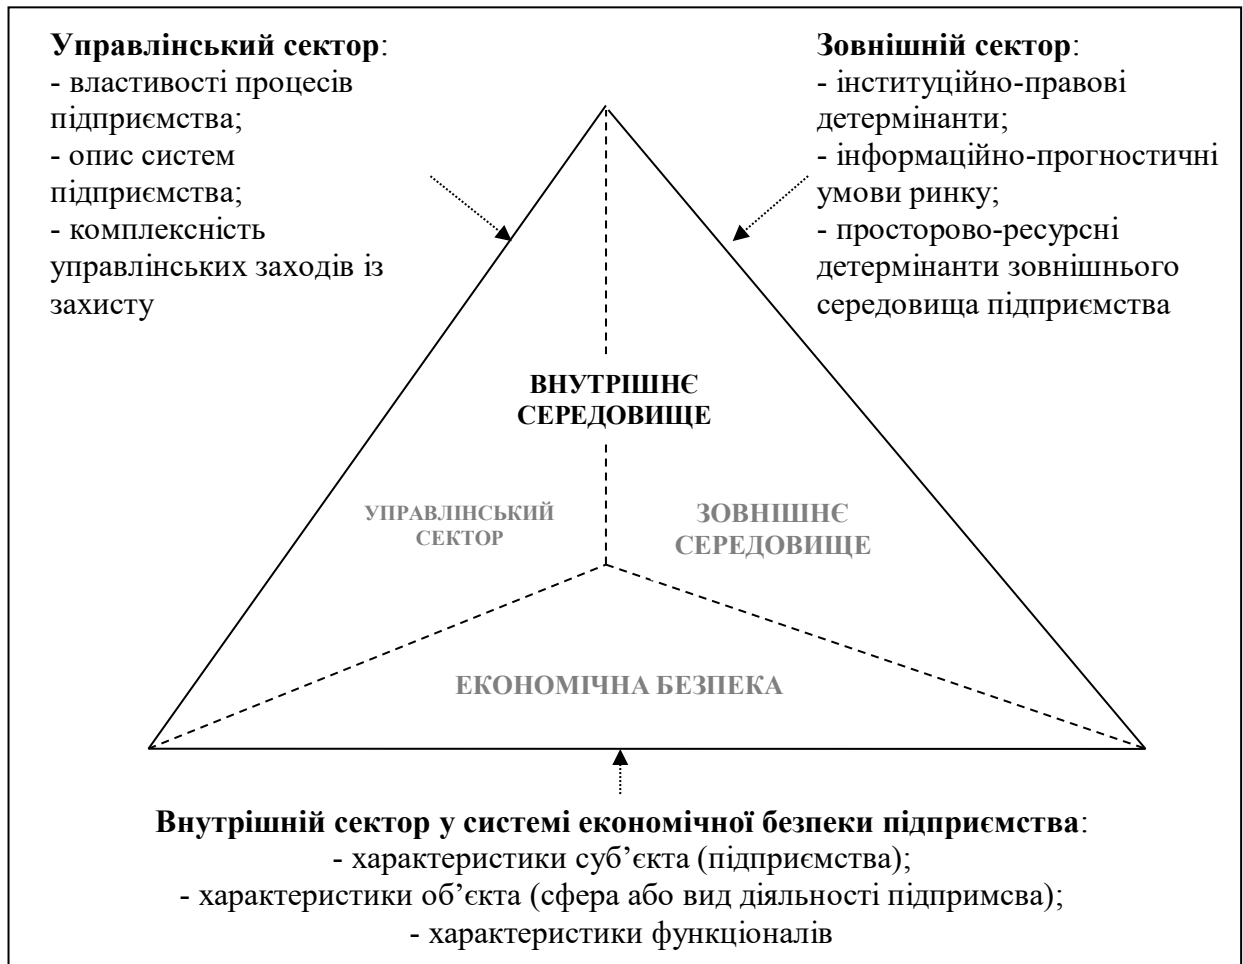 Управлінський сектор:
- властивості процесів
підприємства;
- опис систем
підприємства;
- комплексність
управлінських заходів із
захисту
Зовнішній сектор:
- інституційно-правові
детермінанти;
- інформаційно-прогностичні
умови ринку;
- просторово-ресурсні
детермінанти зовнішнього
середовища підприємства
ВНУТРІШНЄ
СЕРЕДОВИЩЕ
УПРАВЛІНСЬКИЙ
СЕКТОР
ЗОВНІШНЄ
СЕРЕДОВИЩЕ
ЕКОНОМІЧНА БЕЗПЕКА
Внутрішній сектор у системі економічної безпеки підприємства:
- характеристики суб’єкта (підприємства);
- характеристики об’єкта (сфера або вид діяльності підпримсва);
- характеристики функціоналів